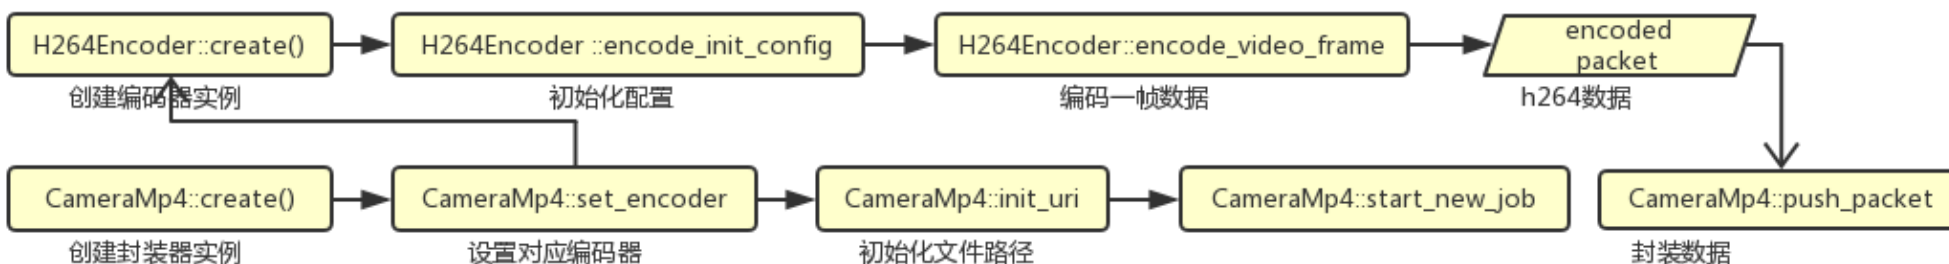 H264Encoder::create()
H264Encoder ::encode_init_config
H264Encoder::encode_video_frame
encoded
packet
创建编码器实例
初始化配置
编码一帧数据
h264数据
CameraMp4::create()
CameraMp4::set_encoder
CameraMp4::init_uri
CameraMp4::start_new_job
CameraMp4::push_packet
创建封装器实例
设置对应编码器
初始化文件路径
封装数据